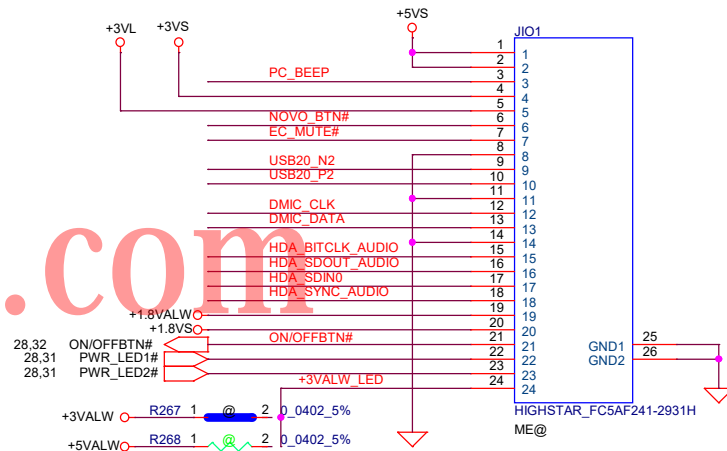 +5VS
+3VL +3VS
JIO1
1 1
2 2
PC_BEEP 3 3
4 4
5 5
NOVO_BTN# 6 6
EC_MUTE# 7 7
8 8
USB20_N2 9 9
USB20_P2 10 10
11 11
DMIC_CLK 12 12
DMIC_DATA 13 13
14 14
HDA_BITCLK_AUDIO 15 15
HDA_SDOUT_AUDIO 16 16
HDA_SDIN0 17 17
HDA_SYNC_AUDIO 18 18
+1.8VALW 19 19
+1.8VS 20 20
28,32 ON/OFFBTN# ON/OFFBTN# 21 21
28,31 PWR_LED1# 22 22
28,31 PWR_LED2# 23 23
+3VALW_LED 24 24
GND1 25
GND2 26
+3VALW R267 1 @ 2 0_0402_5%
+5VALW R268 1 @ 2 0_0402_5%
HIGHSTAR_FC5AF241-2931H
ME@
.com